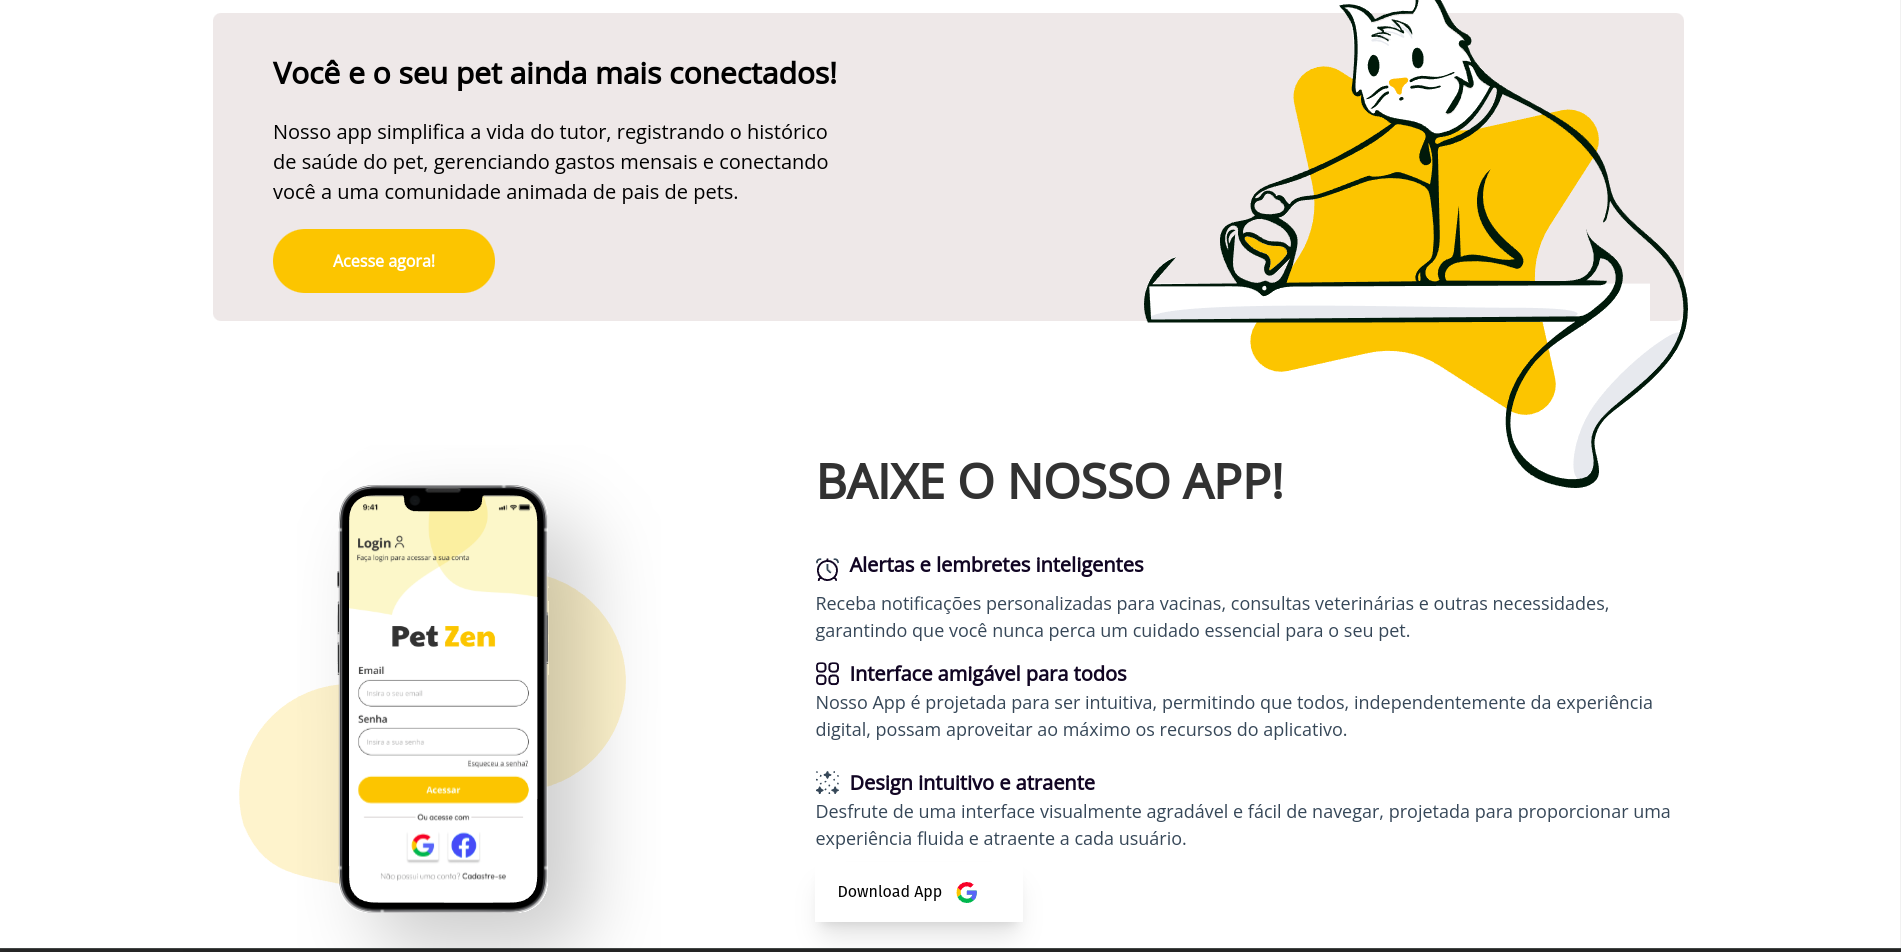 Você e o seu pet ainda mais conectados!
Nosso app simplifica a vida do tutor, registrando o histórico
de saúde do pet, gerenciando gastos mensais e conectando
você a uma comunidade animada de pais de pets.
Acesse agora!
BAIXE O NOSSO APP!
Alertas e lembretes inteligentes
Receba notificações personalizadas para vacinas, consultas veterinárias e outras necessidades,
garantindo que você nunca perca um cuidado essencial para o seu pet.
Interface amigável para todos
Nosso App é projetada para ser intuitiva, permitindo que todos, independentemente da experiência
digital, possam aproveitar ao máximo os recursos do aplicativo.
Design intuitivo e atraente
Desfrute de uma interface visualmente agradável e fácil de navegar, projetada para proporcionar uma
experiência fluida e atraente a cada usuário.
Download App
9:41
Login
Faça login para acessar a sua conta
Pet Zen
Email
Insira o seu email
Senha
Insira a sua senha
Esqueceu a senha?
Acessar
Ou acesse com
Não possui uma conta? Cadastre-se